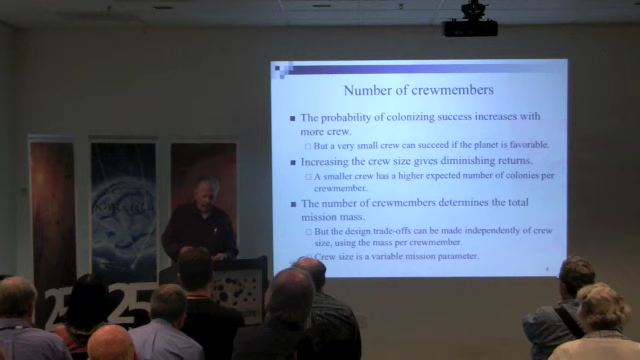 Number of crewmembers
The probability of colonizing success increases with
more crew.
But a very small crew can succeed if the planet is favorable.
Increasing the crew size gives diminishing returns.
A smaller crew has a higher expected number of colonies per
crewmember.
The number of crewmembers determines the total
mission mass.
But the design trade-offs can be made independently of crew
size, using the mass per crewmember.
Crew size is a variable mission parameter.
25
25